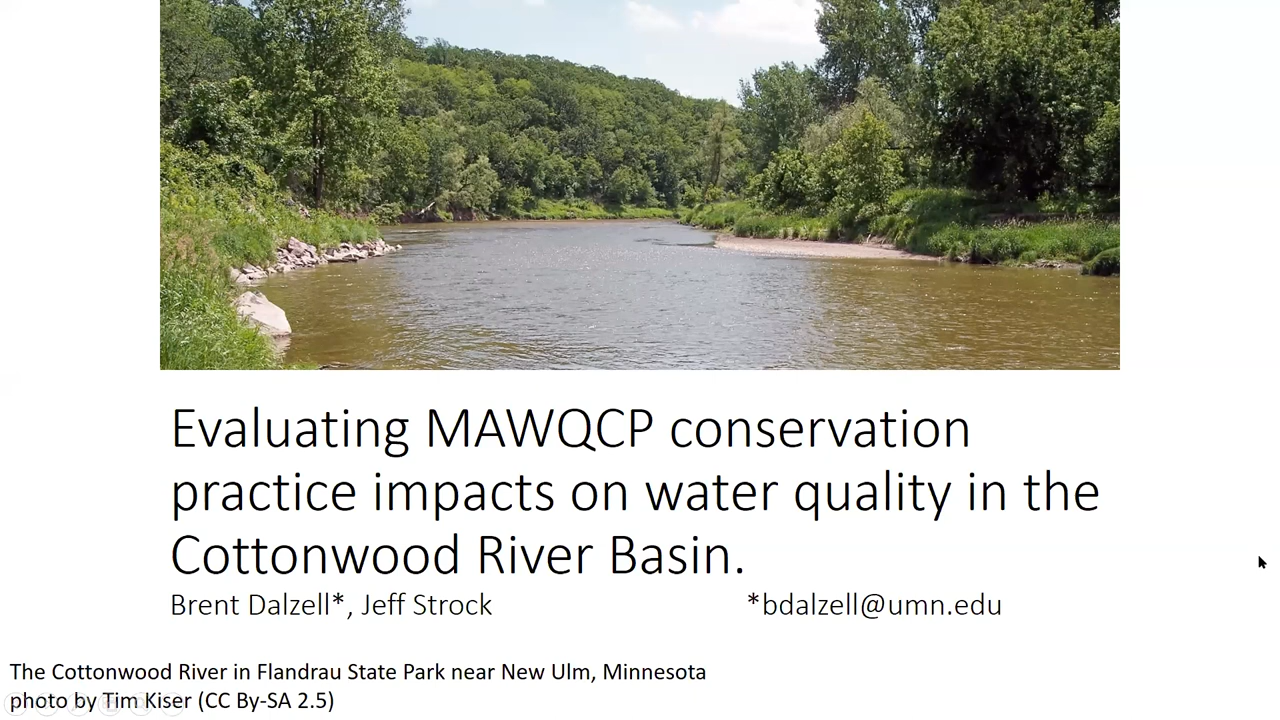 Evaluating MAWQCP conservation
practice impacts on water quality in the
Cottonwood River Basin.
Brent Dalzell*, Jeff Strock
*bdalzell@umn.edu
The Cottonwood River in Flandrau State Park near New Ulm, Minnesota
photo by Tim Kiser (CC By-SA 2.5)